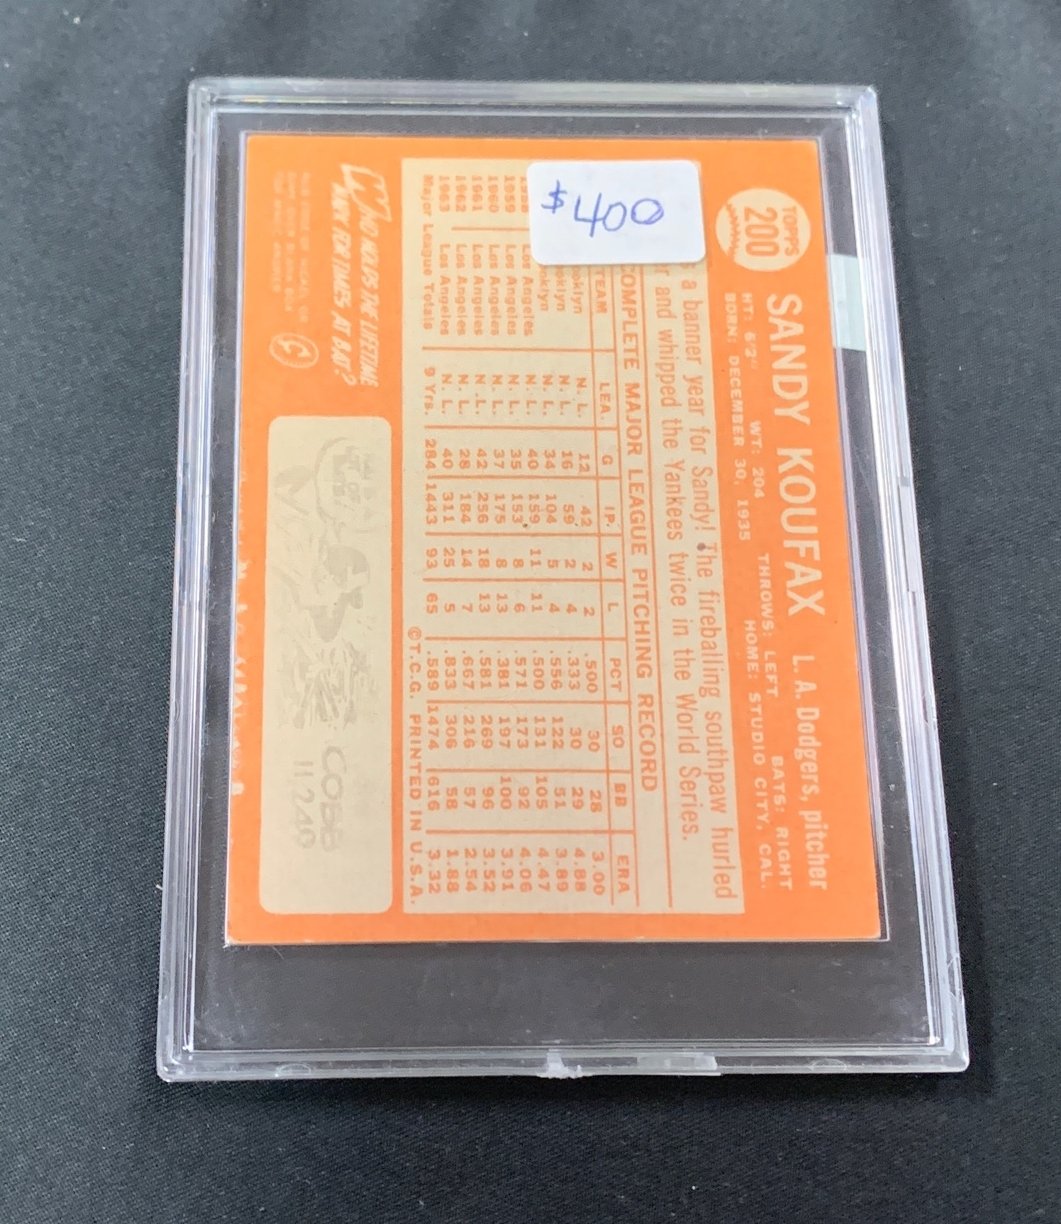 $400
TOPPS
200
SANDY KOUFAX L. A. Dodgers, pitcher
HT: 6'2" WT: 204 THROWS: LEFT BATS: RIGHT
BORN: DECEMBER 30, 1935 HOME: STUDIO CITY, CAL.
a banner year for Sandy! The fireballing southpaw hurled
and whipped the Yankees twice in the World Series.
COMPLETE MAJOR LEAGUE PITCHING RECORD
TEAM LEA. G IP. W L PCT SO BB ERA
N. L. 12 42 2 2 .500 30 28 3.00
N. L. 16 59 2 4 .333 30 29 4.88
N. L. 34 104 5 4 .556 122 51 3.89
Los Angeles N. L. 40 159 11 11 .500 131 105 4.47
1959 Los Angeles N. L. 35 153 8 6 .571 173 92 4.06
1960 Los Angeles N. L. 37 175 8 13 .381 197 100 3.91
1961 Los Angeles N.L. 42 256 18 13 .581 269 96 3.52
1962 Los Angeles N. L. 28 184 14 7 .667 216 57 2.54
1963 Los Angeles N. L. 40 311 25 5 .833 306 58 1.88
Major League Totals 9 Yrs. 284 1443 93 65 .589 1474 616 3.32
©T.C.G. PRINTED IN U.S.A.
WHO HOLDS THE LIFETIME
MARK FOR TIMES AT BAT?
COBB
11,240